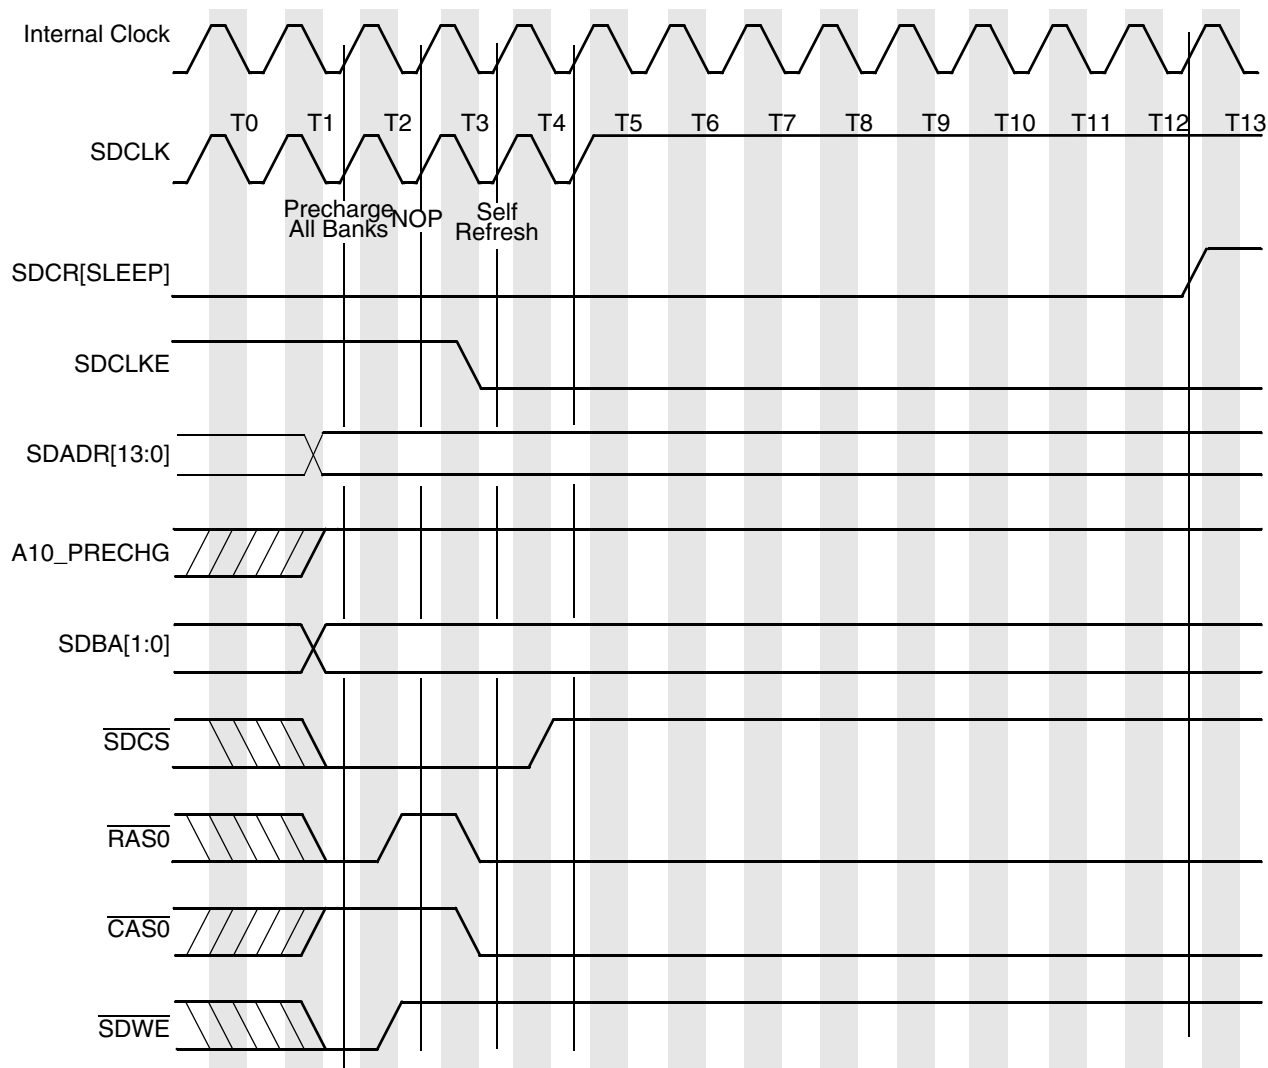 Internal Clock
T0 T1 T2 T3 T4 T5 T6 T7 T8 T9 T10 T11 T12 T13
SDCLK
Precharge
All Banks
NOP
Self
Refresh
SDCR[SLEEP]
SDCLKE
SDADR[13:0]
A10_PRECHG
SDBA[1:0]
SDCS
RAS0
CAS0
SDWE